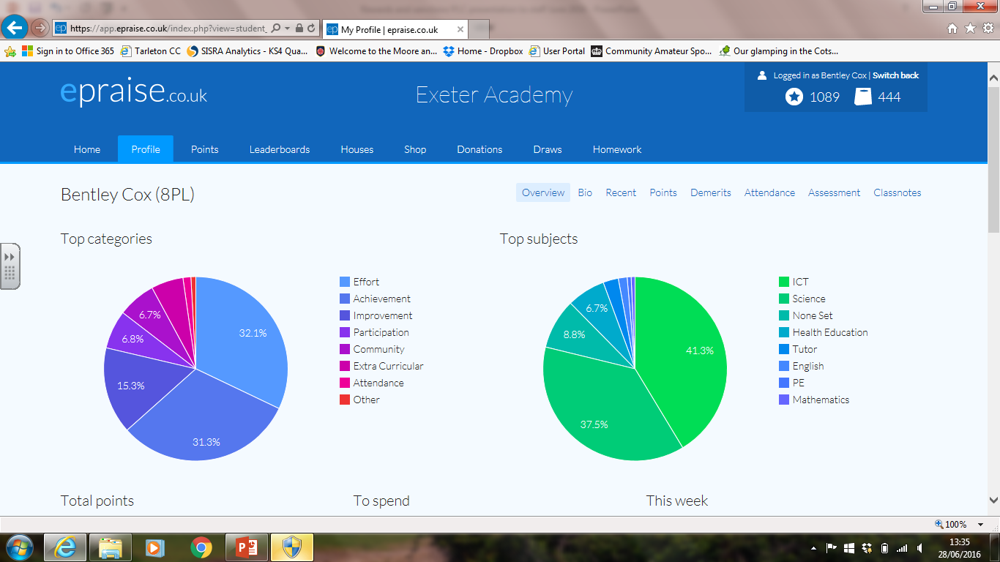 https://app.epraise.co.uk/index.php?view=student_
ep My Profile | epraise.co.uk
Sign in to Office 365 Tarleton CC SISRA Analytics - KS4 Qua... Welcome to the Moore an... Home - Dropbox User Portal Community Amateur Spo... Our glamping in the Cots...
epraise.co.uk
Exeter Academy
Logged in as Bentley Cox | Switch back
1089 444
Home Profile Points Leaderboards Houses Shop Donations Draws Homework
Bentley Cox (8PL)
Overview Bio Recent Points Demerits Attendance Assessment Classnotes
Top categories
32.1%
31.3%
15.3%
6.8%
6.7%
Effort
Achievement
Improvement
Participation
Community
Extra Curricular
Attendance
Other
Top subjects
41.3%
37.5%
8.8%
6.7%
ICT
Science
None Set
Health Education
Tutor
English
PE
Mathematics
Total points
To spend
This week
100%
13:35
28/06/2016